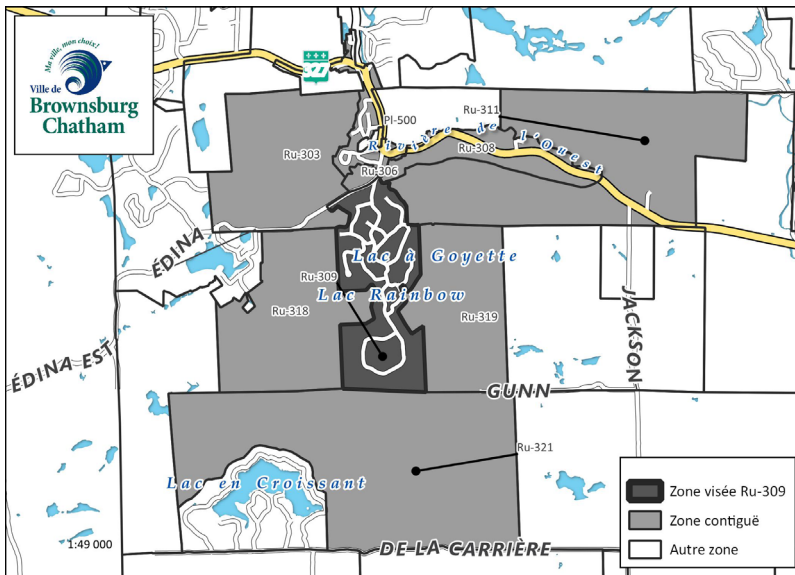 Ma ville, mon choix!
Ville de
Brownsburg
Chatham
327
Pl-500
Ru-311
Rivière de l'Ouest
Ru-303
Ru-308
Ru-306
ÉDINA
Lac à Goyette
Ru-309
Lac Rainbow
Ru-318
Ru-319
JACKSON
ÉDINA EST
GUNN
Ru-321
Lac en Croissant
1:49 000
DE LA CARRIÈRE
Zone visée Ru-309
Zone contiguë
Autre zone